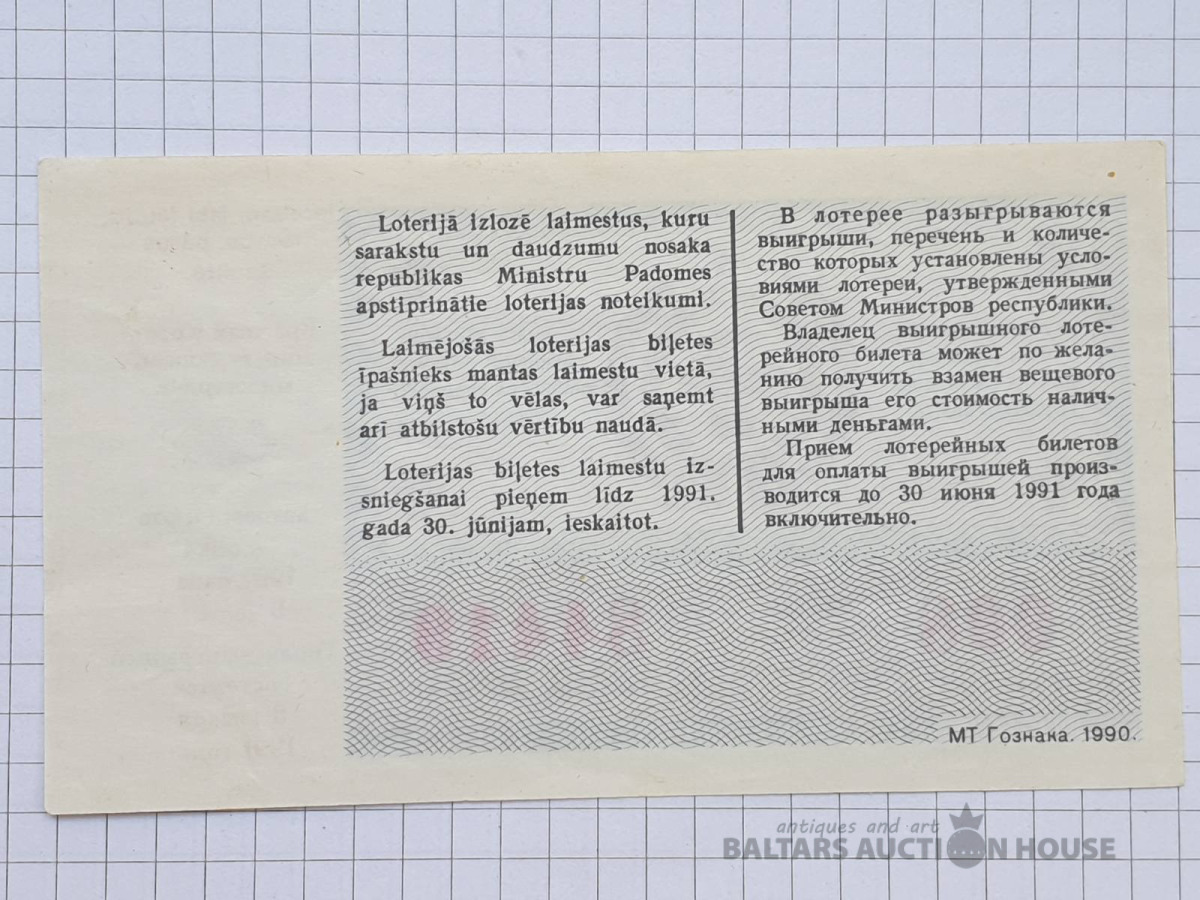 Loterijā izlozē laimestus, kuru
sarakstu un daudzumu nosaka
republikas Ministru Padomes
apstiprinātie loterijas noteikumi.
Laimējošās loterijas biļetes
īpašnieks mantas laimestu vietā,
ja viņš to vēlas, var saņemt
arī atbilstošu vērtību naudā.
Loterijas biļetes laimestu iz-
sniegšanai pieņem līdz 1991.
gada 30. jūnijam, ieskaitot.
В лотерее разыгрываются
выигрыши, перечень и количе-
ство которых установлены усло-
виями лотереи, утвержденными
Советом Министров республики.
Владелец выигрышного лоте-
рейного билета может по жела-
нию получить взамен вещевого
выигрыша его стоимость налич-
ными деньгами.
Прием лотерейных билетов
для оплаты выигрышей произ-
водится до 30 июня 1991 года
включительно.
МТ Гознака. 1990.
antiques and art
BALTARS AUCTION HOUSE